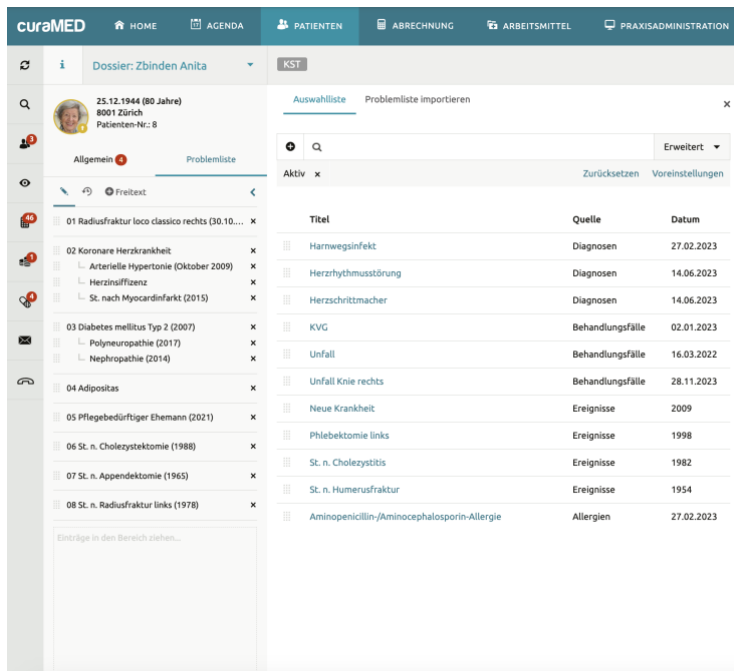 curaMED HOME AGENDA PATIENTEN ABRECHNUNG ARBEITSMITTEL PRAXISADMINISTRATION
i Dossier: Zbinden Anita
KST
25.12.1944 (80 Jahre)
8001 Zürich
Patienten-Nr.: 8
3
46
1
4
Allgemein 4 Problemliste
Freitext
01 Radiusfraktur loco classico rechts (30.10.... ×
02 Koronare Herzkrankheit ×
Arterielle Hypertonie (Oktober 2009) ×
Herzinsiffizenz ×
St. nach Myocardinfarkt (2015) ×
03 Diabetes mellitus Typ 2 (2007) ×
Polyneuropathie (2017) ×
Nephropathie (2014) ×
04 Adipositas ×
05 Pflegebedürftiger Ehemann (2021) ×
06 St. n. Cholezystektomie (1988) ×
07 St. n. Appendektomie (1965) ×
08 St. n. Radiusfraktur links (1978) ×
Einträge in den Bereich ziehen...
Auswahlliste Problemliste importieren ×
Erweitert
Aktiv × Zurücksetzen Voreinstellungen
Titel Quelle Datum
Harnwegsinfekt Diagnosen 27.02.2023
Herzrhythmusstörung Diagnosen 14.06.2023
Herzschrittmacher Diagnosen 14.06.2023
KVG Behandlungsfälle 02.01.2023
Unfall Behandlungsfälle 16.03.2022
Unfall Knie rechts Behandlungsfälle 28.11.2023
Neue Krankheit Ereignisse 2009
Phlebektomie links Ereignisse 1998
St. n. Cholezystitis Ereignisse 1982
St. n. Humerusfraktur Ereignisse 1954
Aminopenicillin-/Aminocephalosporin-Allergie Allergien 27.02.2023